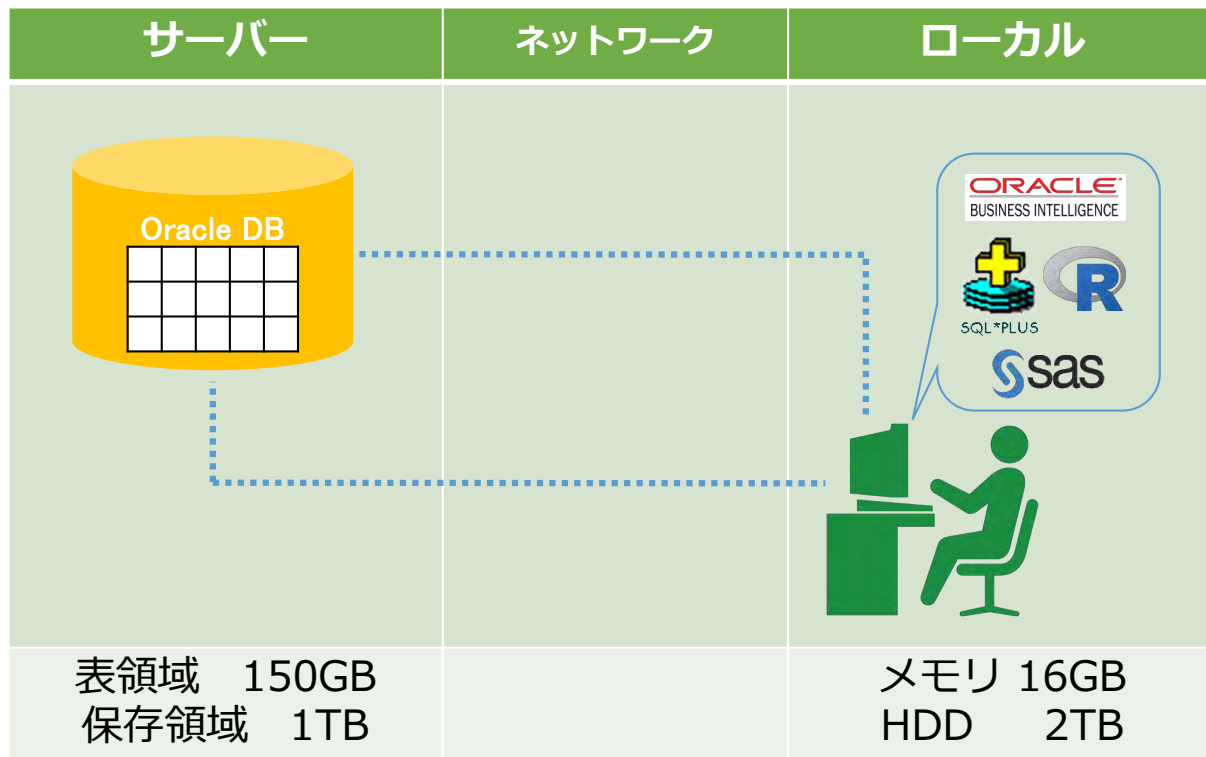 サーバー
ネットワーク
ローカル
Oracle DB
ORACLE
BUSINESS INTELLIGENCE
SQL*PLUS
R
sas
表領域　150GB
保存領域　1TB
メモリ 16GB
HDD　2TB